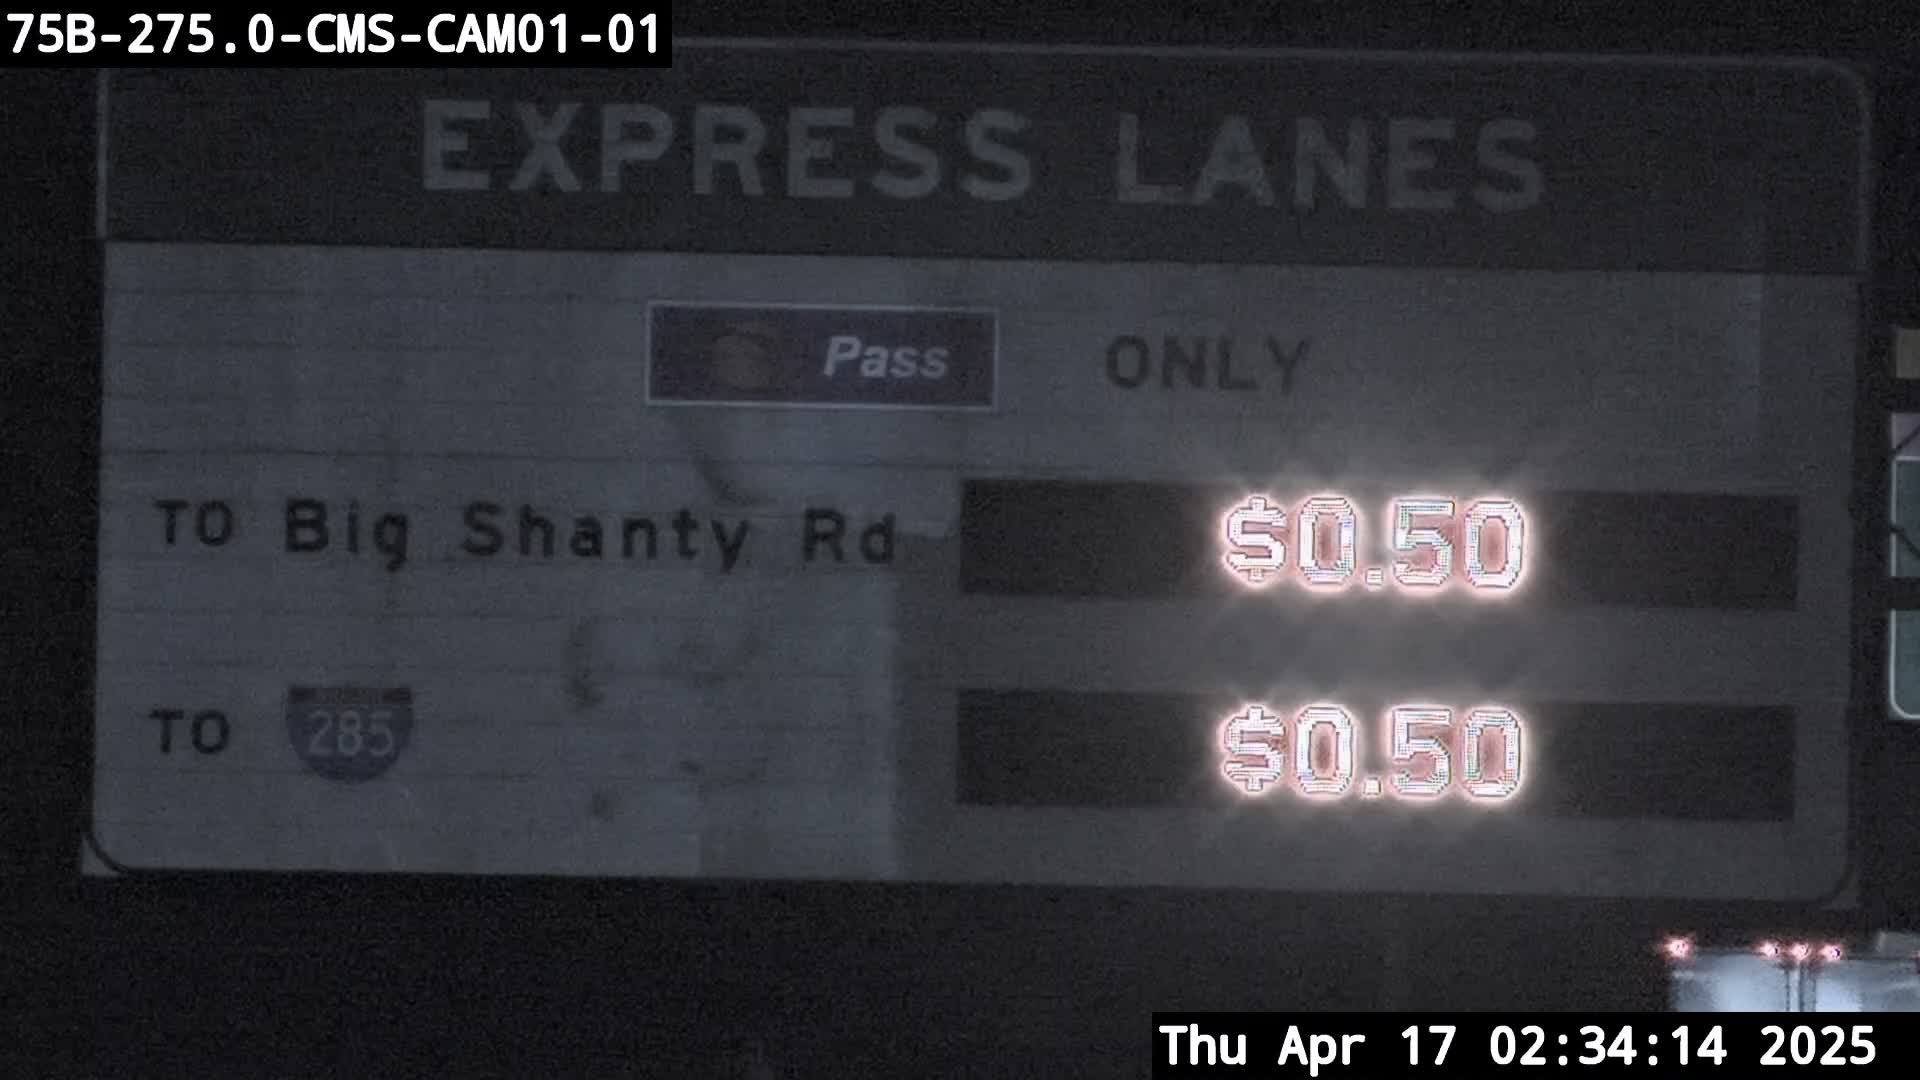 75B-275.0-CMS-CAM01-01
EXPRESS LANES
Pass ONLY
TO Big Shanty Rd $0.50
TO 285 $0.50
Thu Apr 17 02:34:14 2025